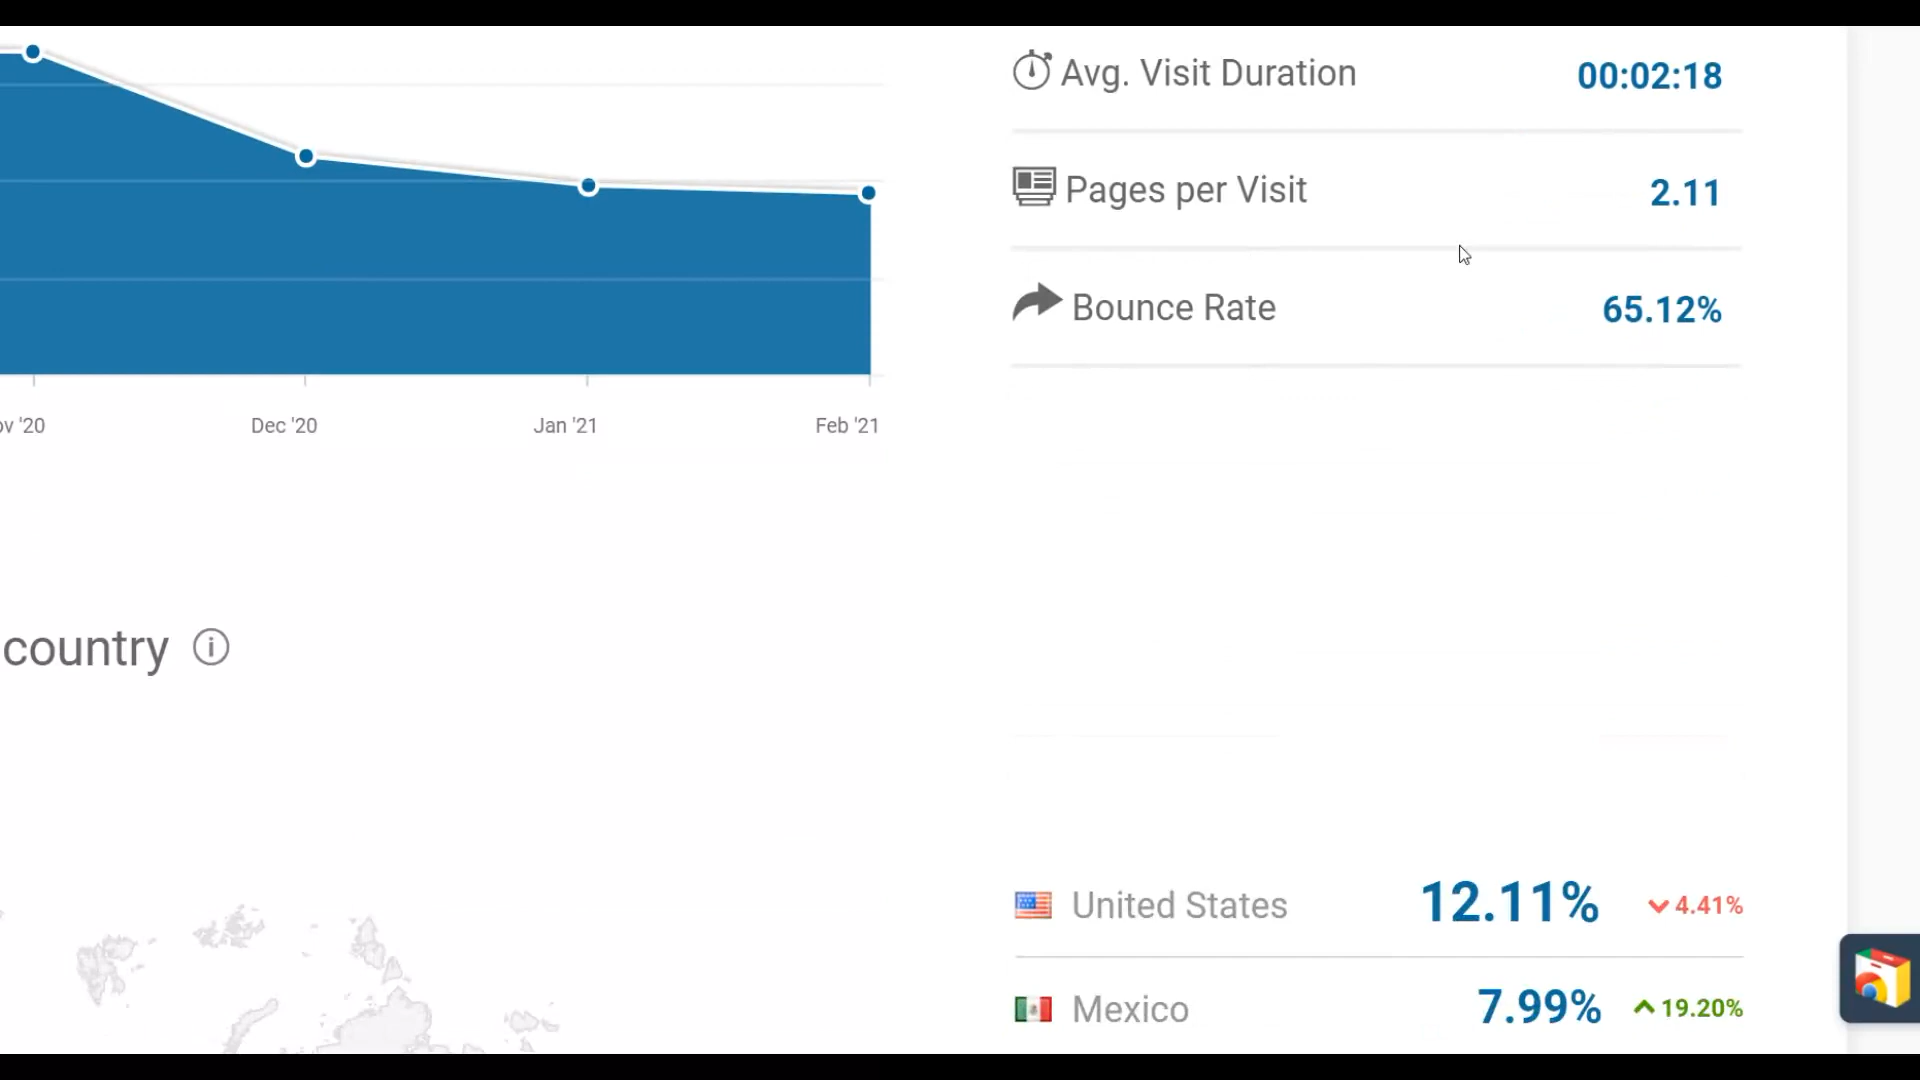 Avg. Visit Duration 00:02:18
Pages per Visit 2.11
Bounce Rate 65.12%
ov '20 Dec '20 Jan '21 Feb '21
country
United States 12.11% 4.41%
Mexico 7.99% 19.20%